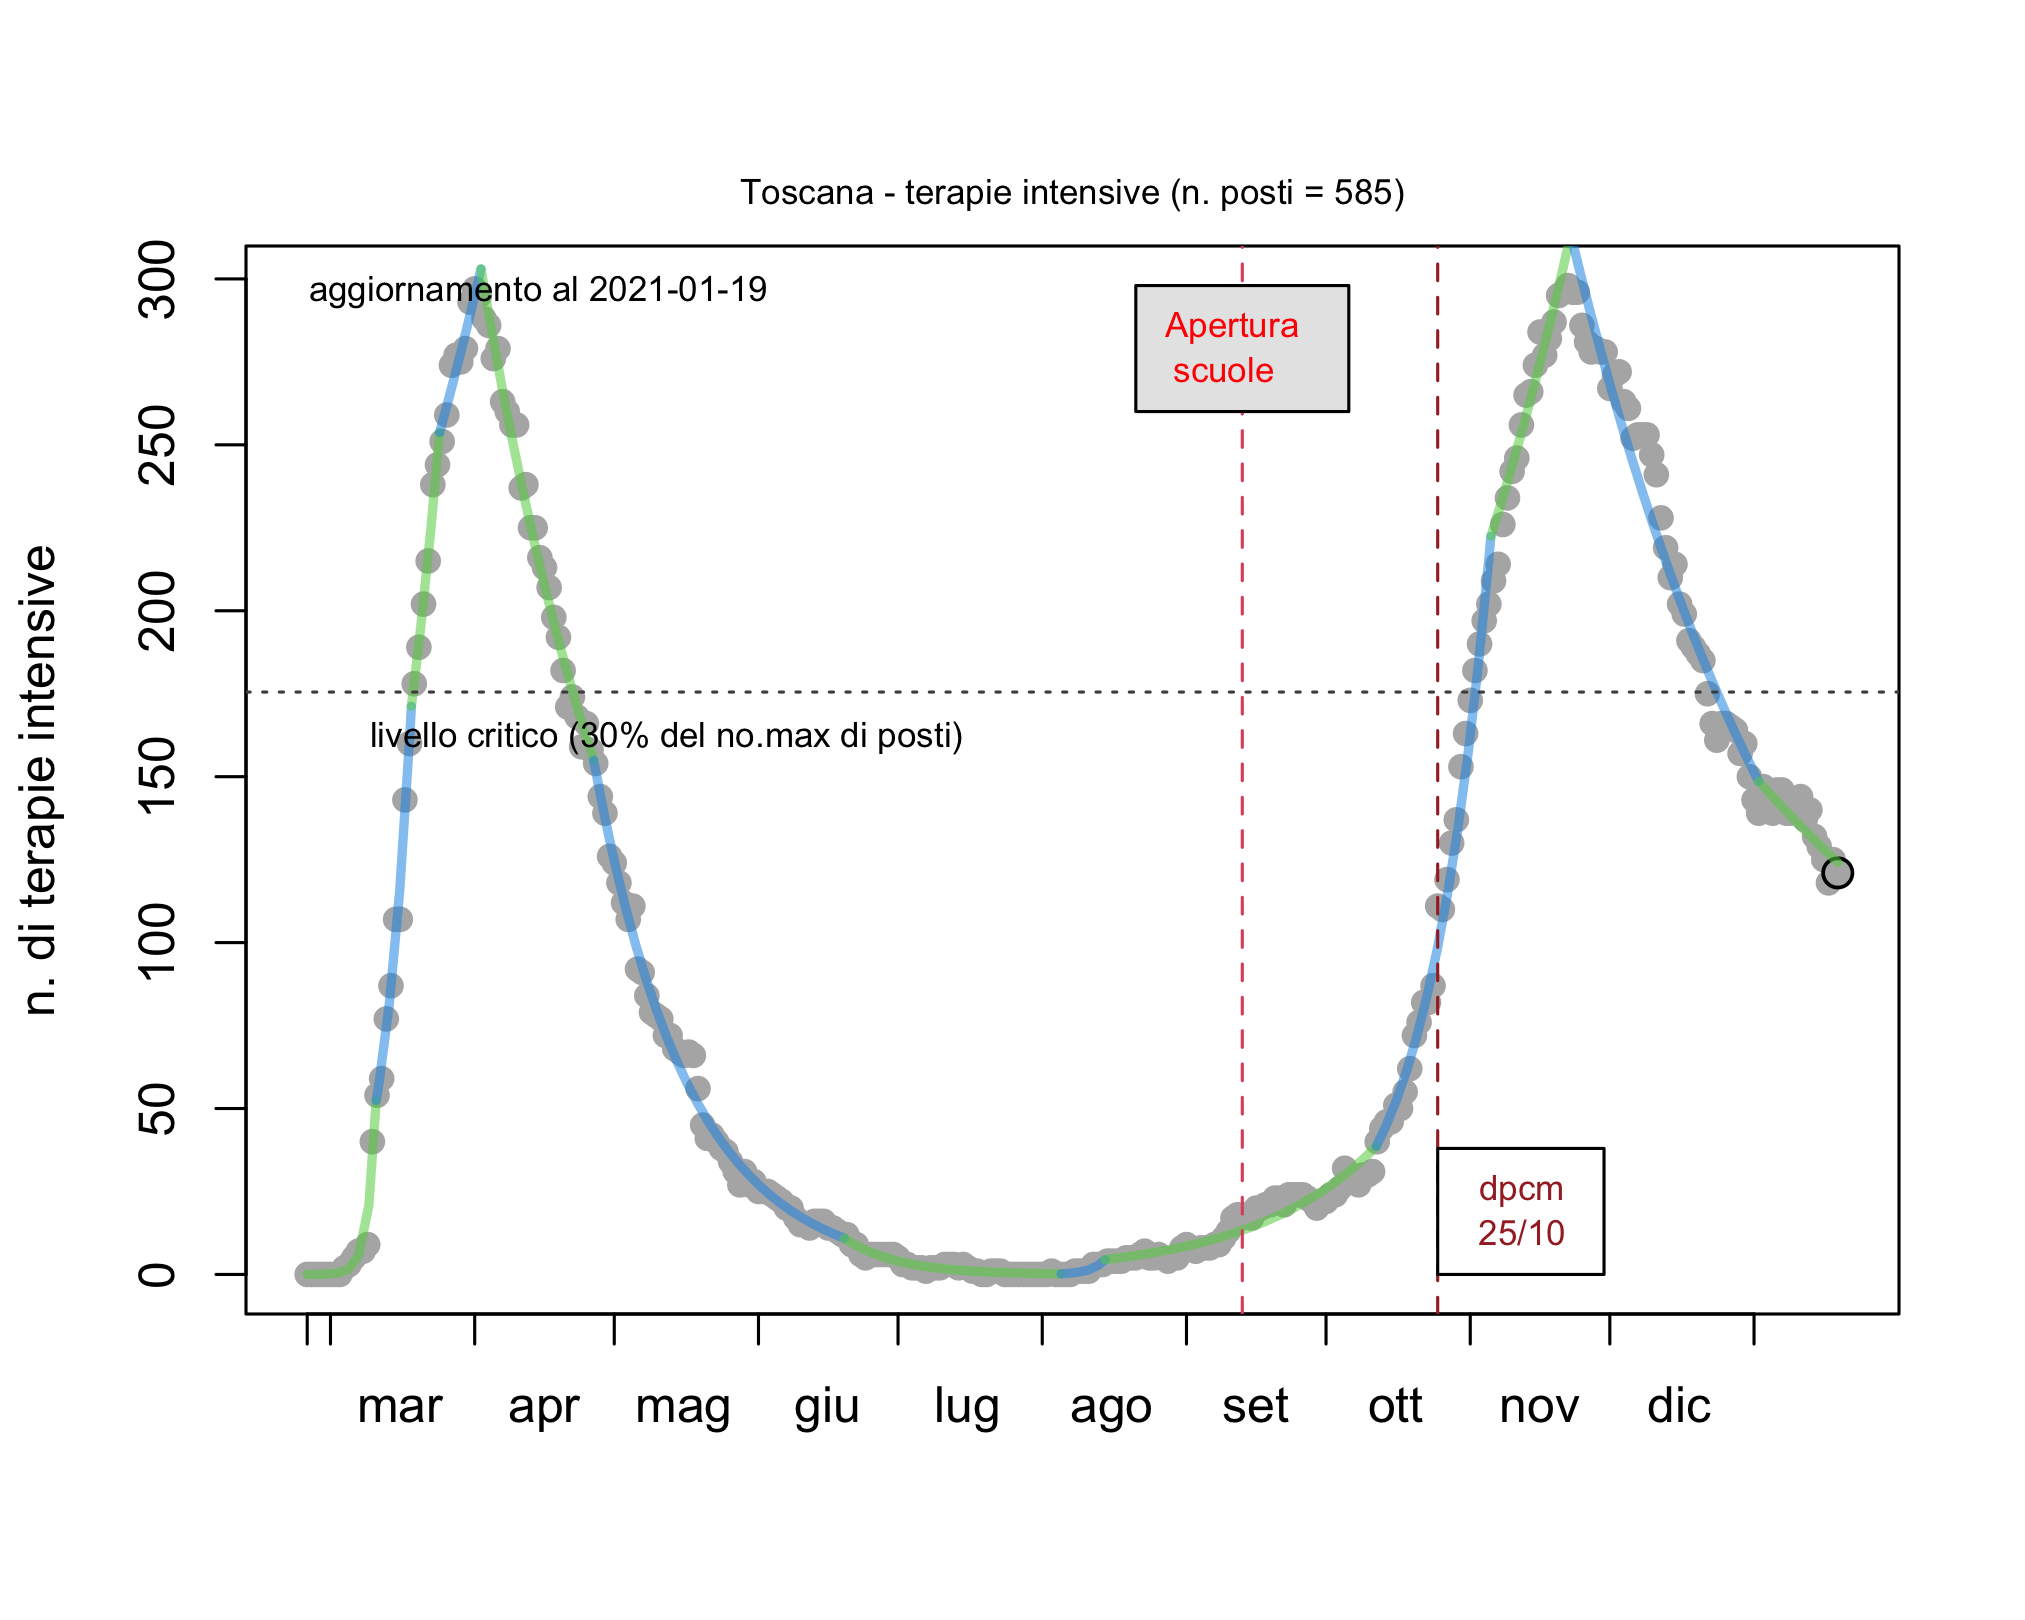 Toscana - terapie intensive (n. posti = 585)
aggiornamento al 2021-01-19
Apertura
scuole
livello critico (30% del no.max di posti)
dpcm
25/10
n. di terapie intensive
300
250
200
150
100
50
0
mar apr mag giu lug ago set ott nov dic